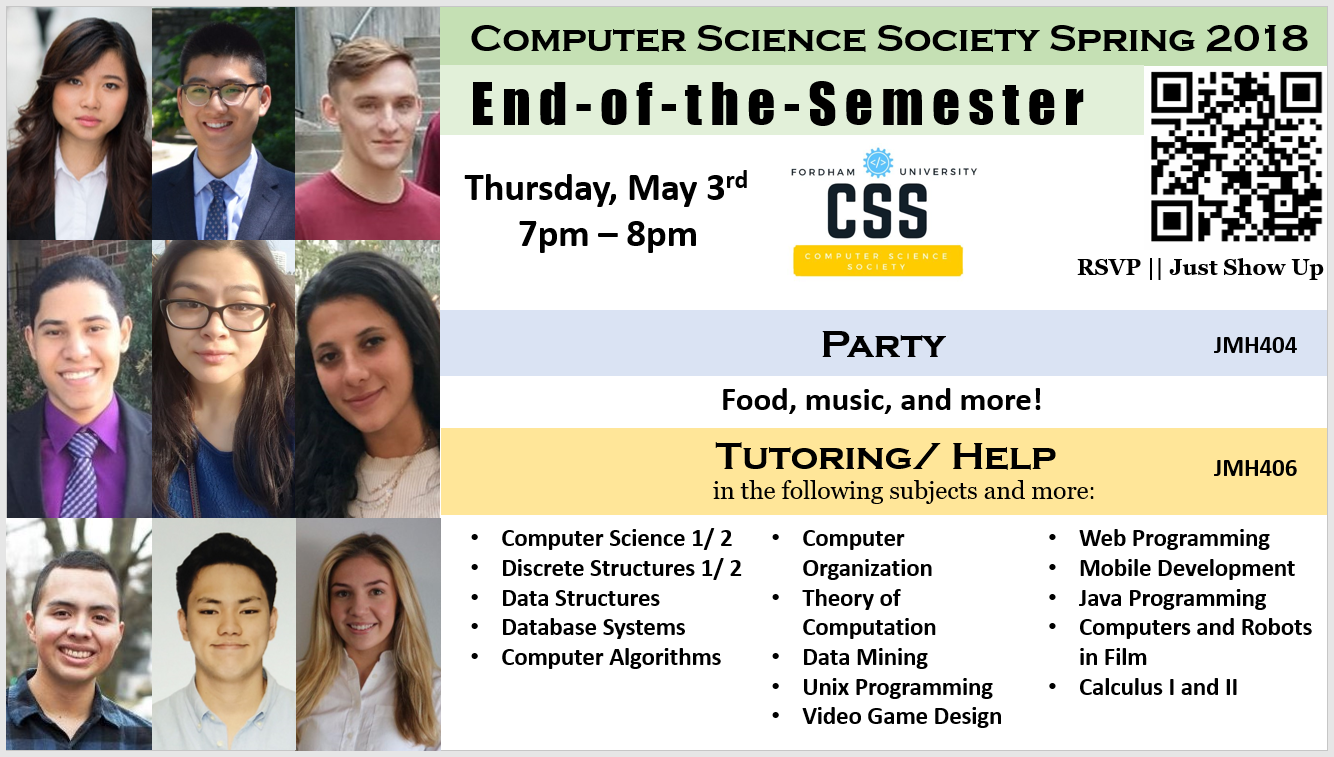 Computer Science Society Spring 2018
End-of-the-Semester
Thursday, May 3rd
7pm – 8pm
FORDHAM </> UNIVERSITY
CSS
COMPUTER SCIENCE
SOCIETY
RSVP || Just Show Up
Party
JMH404
Food, music, and more!
Tutoring/ Help
JMH406
in the following subjects and more:
• Computer Science 1/ 2
• Discrete Structures 1/ 2
• Data Structures
• Database Systems
• Computer Algorithms
• Computer
Organization
• Theory of
Computation
• Data Mining
• Unix Programming
• Video Game Design
• Web Programming
• Mobile Development
• Java Programming
• Computers and Robots
in Film
• Calculus I and II